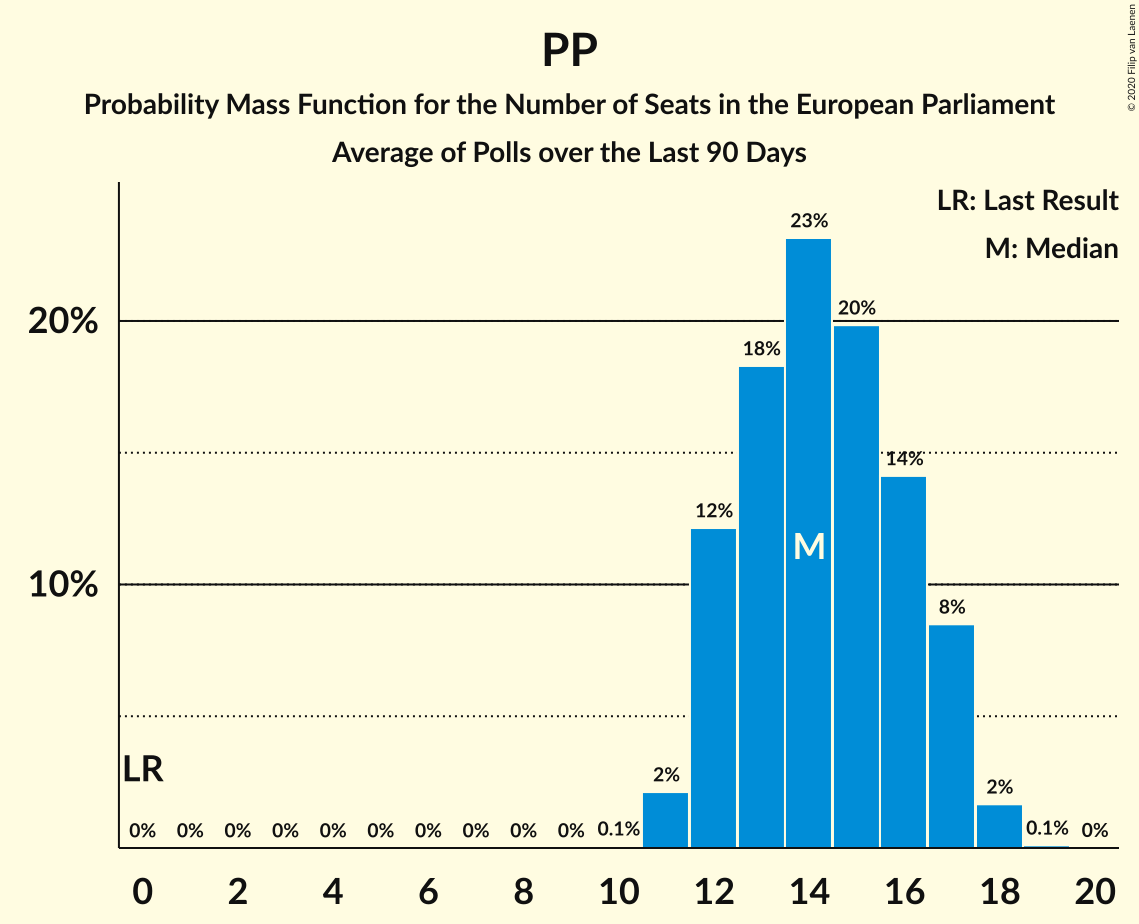 PP
Probability Mass Function for the Number of Seats in the European Parliament
Average of Polls over the Last 90 Days
© 2020 Filip van Laenen
LR: Last Result
M: Median
23%
20%
20%
18%
14%
12%
M
10%
8%
LR
2%
2%
0% 0% 0% 0% 0% 0% 0% 0% 0% 0% 0.1% 0.1% 0%
0 2 4 6 8 10 12 14 16 18 20